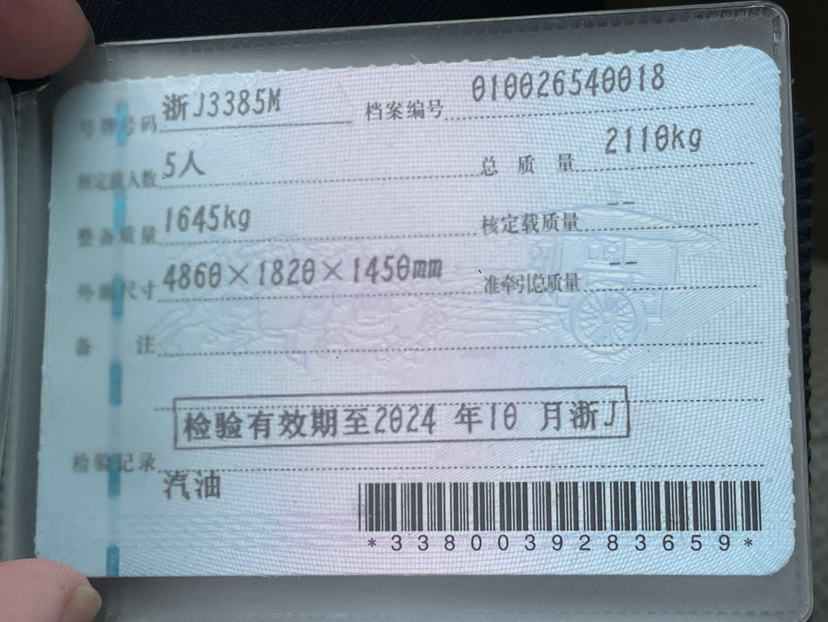 号牌号码 浙J3385M 档案编号 010026540018
核定载人数 5人 总质量 2110kg
整备质量 1645kg 核定载质量 --
外廓尺寸 4860×1820×1450mm 准牵引总质量 --
备注
检验有效期至2024 年10 月浙J
检验记录
汽油
*3380039283659*